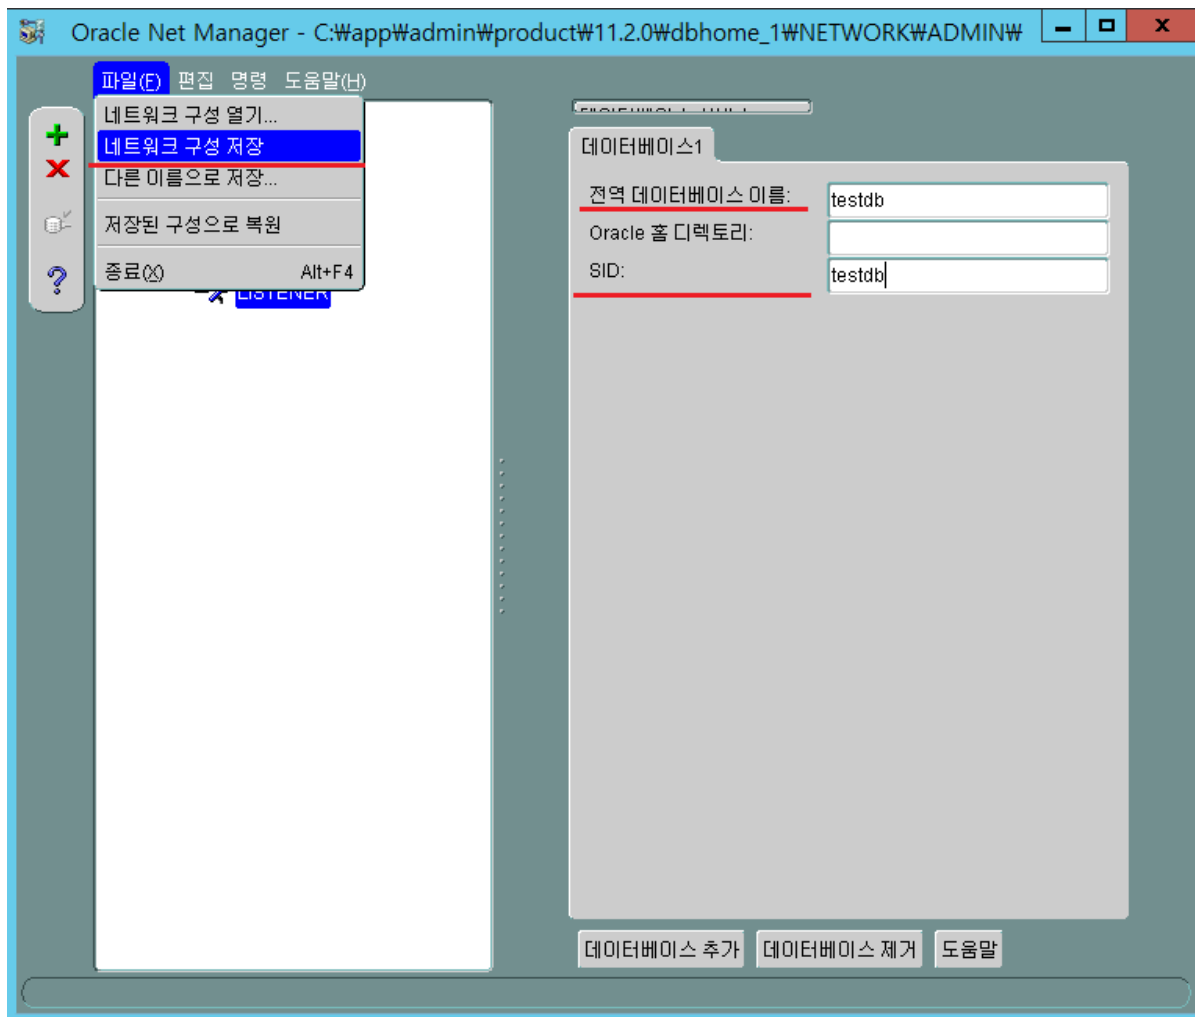 Oracle Net Manager - C:₩app₩admin₩product₩11.2.0₩dbhome_1₩NETWORK₩ADMIN₩
파일(F) 편집 명령 도움말(H)
네트워크 구성 열기...
네트워크 구성 저장
다른 이름으로 저장...
저장된 구성으로 복원
종료(X) Alt+F4
LISTENER
데이터베이스1
전역 데이터베이스 이름: testdb
Oracle 홈 디렉토리:
SID: testdb
데이터베이스 추가 데이터베이스 제거 도움말